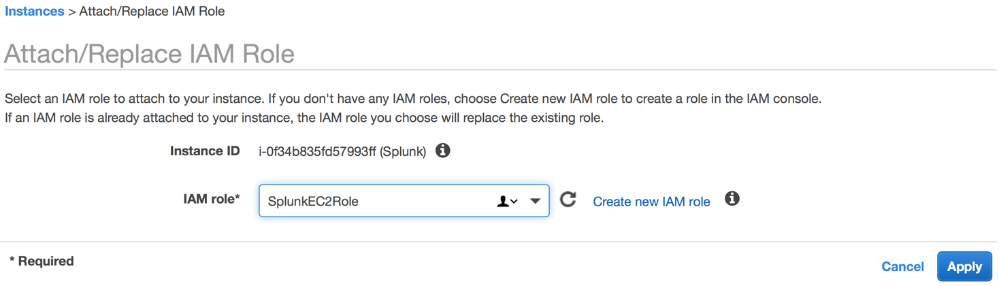 Instances > Attach/Replace IAM Role
Attach/Replace IAM Role
Select an IAM role to attach to your instance. If you don't have any IAM roles, choose Create new IAM role to create a role in the IAM console.
If an IAM role is already attached to your instance, the IAM role you choose will replace the existing role.
Instance ID i-0f34b835fd57993ff (Splunk)
IAM role* SplunkEC2Role Create new IAM role
* Required
Cancel Apply